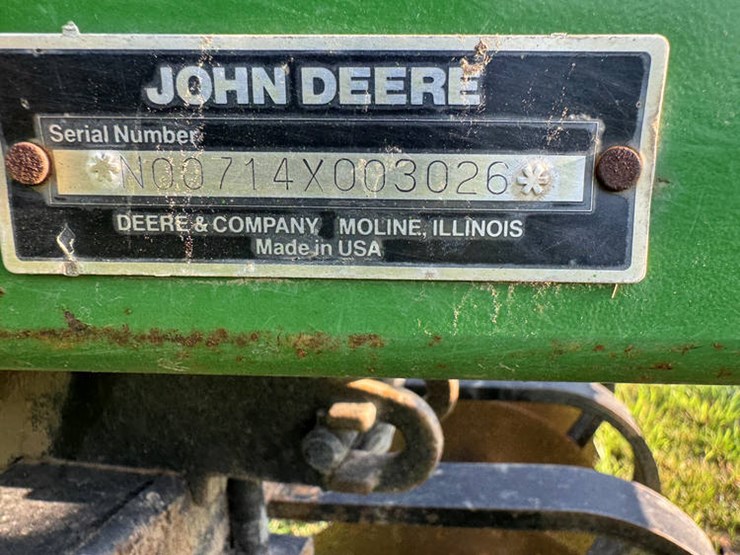 JOHN DEERE
Serial Number
*N00714X003026*
DEERE & COMPANY MOLINE, ILLINOIS
Made in USA